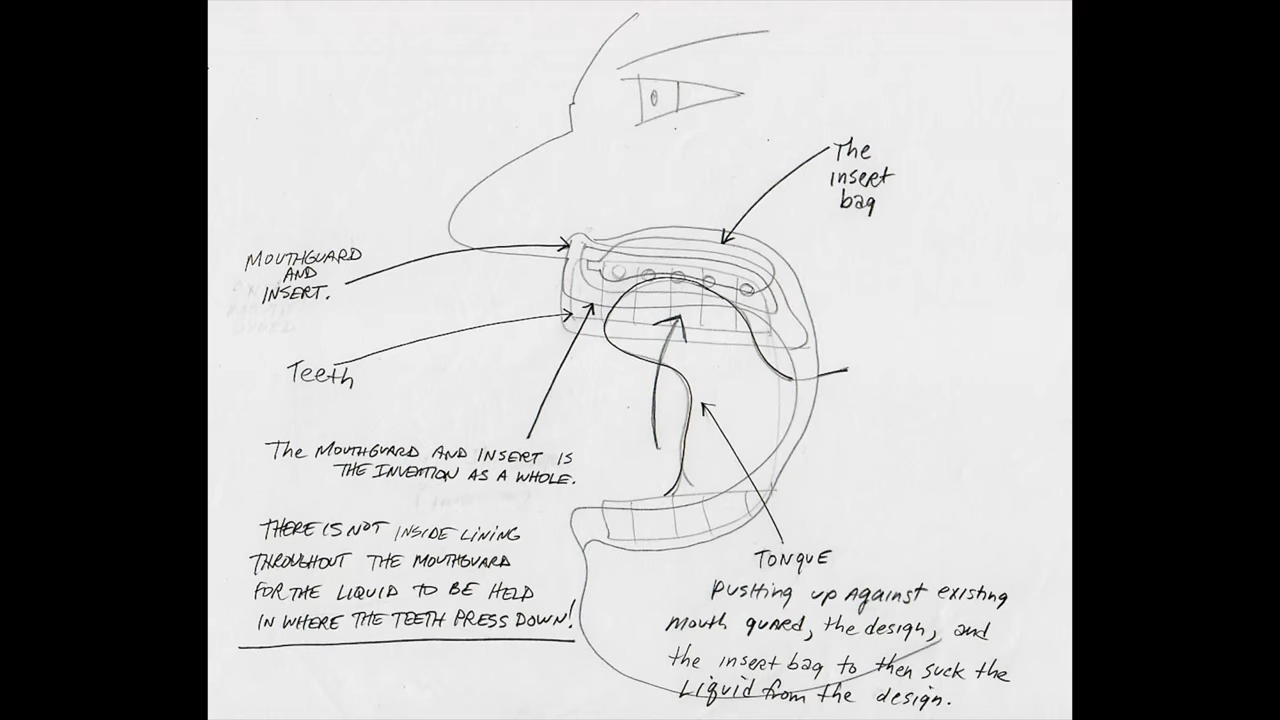 The
insert
bag
MOUTHGUARD
AND
INSERT.
Teeth
The MOUTHGUARD AND INSERT IS
THE INVENTION AS A WHOLE.
THERE IS NOT INSIDE LINING
THROUGHOUT THE MOUTHGUARD
FOR THE LIQUID TO BE HELD
IN WHERE THE TEETH PRESS DOWN!
TONGUE
Pushing up against existing
mouth guared, the design, and
the insert bag to then suck the
Liquid from the design.